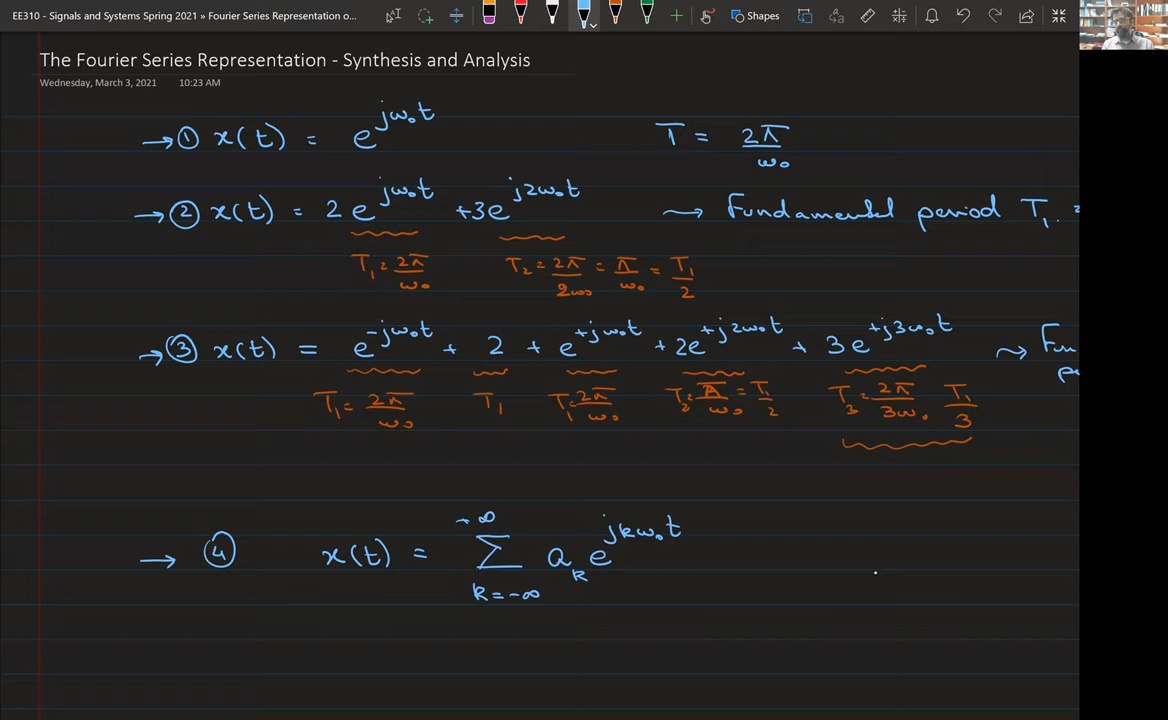 EE310 - Signals and Systems Spring 2021 » Fourier Series Representation o...
Shapes
The Fourier Series Representation - Synthesis and Analysis
Wednesday, March 3, 2021 10:23 AM
→ ① x(t) = e^{jω₀t} T = 2π/ω₀
→ ② x(t) = 2e^{jω₀t} +3e^{j2ω₀t} ⇝ Fundamental period T₁ =
T₁ = 2π/ω₀ T₂ = 2π/2ω₀ = π/ω₀ = T₁/2
→ ③ x(t) = e^{-jω₀t} + 2 + e^{+jω₀t} + 2e^{+j2ω₀t} + 3e^{+j3ω₀t} ⇝
T₁ = 2π/ω₀ T₁ T₁ = 2π/ω₀ T₂ = π/ω₀ = T₁/2 T₃ = 2π/3ω₀ T₁/3
→ ④ x(t) = ∑_{k=-∞}^{+∞} a_k e^{jkω₀t}